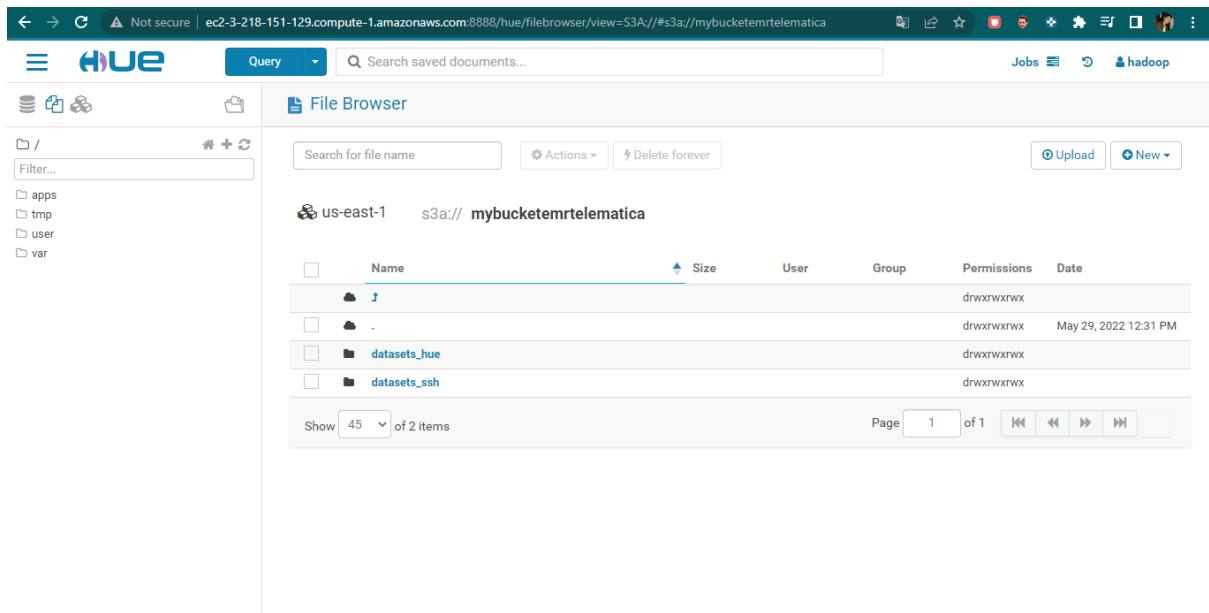 Not secure | ec2-3-218-151-129.compute-1.amazonaws.com:8888/hue/filebrowser/view=S3A://#s3a://mybucketemrtelematica
HUE Query Search saved documents... Jobs hadoop
File Browser
/
Filter...
apps
tmp
user
var
Search for file name Actions Delete forever Upload New
us-east-1 s3a:// mybucketemrtelematica
Name Size User Group Permissions Date
drwxrwxrwx
. drwxrwxrwx May 29, 2022 12:31 PM
datasets_hue drwxrwxrwx
datasets_ssh drwxrwxrwx
Show 45 of 2 items Page 1 of 1